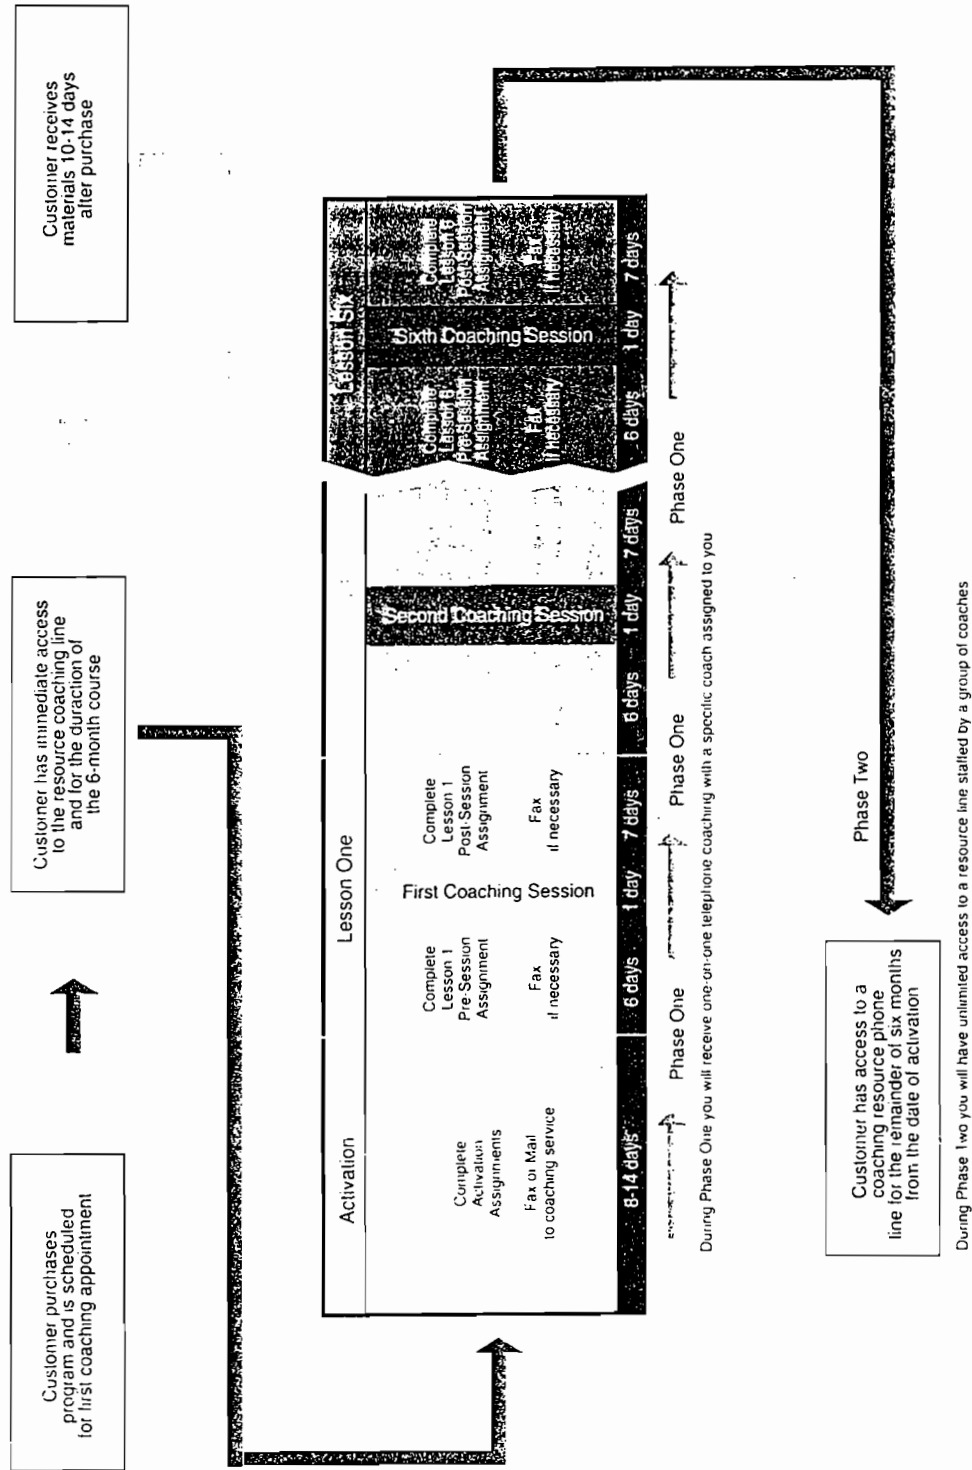 Customer purchases
program and is scheduled
for first coaching appointment
Customer has immediate access
to the resource coaching line
and for the duration of
the 6-month course
Customer receives
materials 10-14 days
after purchase
Activation
Complete
Activation
Assignments
Fax or Mail
to coaching service
8-14 days
Lesson One
Complete
Lesson 1
Pre-Session
Assignment
Fax
if necessary
6 days
First Coaching Session
1 day
Complete
Lesson 1
Post-Session
Assignment
Fax
if necessary
7 days
6 days
Second Coaching Session
1 day
7 days
Lesson Six
Complete
Lesson 6
Pre-Session
Assignment
Fax
if necessary
6 days
Sixth Coaching Session
1 day
Complete
Lesson 6
Post-Session
Assignment
Fax
if necessary
7 days
Phase One
Phase One
Phase One
During Phase One you will receive one-on-one telephone coaching with a specific coach assigned to you
Phase Two
Customer has access to a
coaching resource phone
line for the remainder of six months
from the date of activation
During Phase Two you will have unlimited access to a resource line staffed by a group of coaches